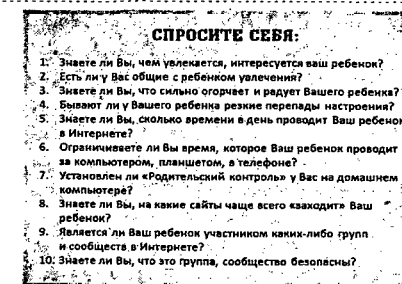 СПРОСИТЕ СЕБЯ:
1. Знаете ли Вы, чем увлекается, интересуется ваш ребенок?
2. Есть ли у Вас общие с ребенком увлечения?
3. Знаете ли Вы, что сильно огорчает и радует Вашего ребенка?
4. Бывают ли у Вашего ребенка резкие перепады настроения?
5. Знаете ли Вы, сколько времени в день проводит Ваш ребенок
в Интернете?
6. Ограничиваете ли Вы время, которое Ваш ребенок проводит
за компьютером, планшетом, в телефоне?
7. Установлен ли «Родительский контроль» у Вас на домашнем
компьютере?
8. Знаете ли Вы, на какие сайты чаще всего «заходит» Ваш
ребенок?
9. Является ли Ваш ребенок участником каких-либо групп
и сообществ в Интернете?
10. Знаете ли Вы, что это группа, сообщество безопасны?